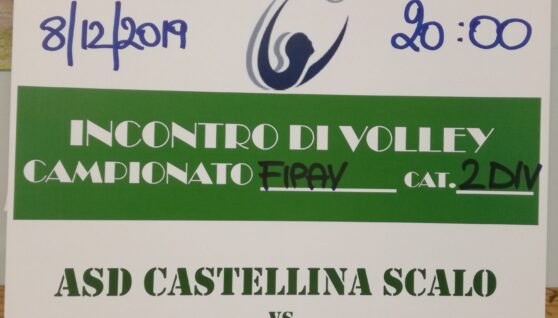 8/12/2019 20:00
INCONTRO DI VOLLEY
CAMPIONATO FIPAV CAT. 2 DIV
ASD CASTELLINA SCALO
VS